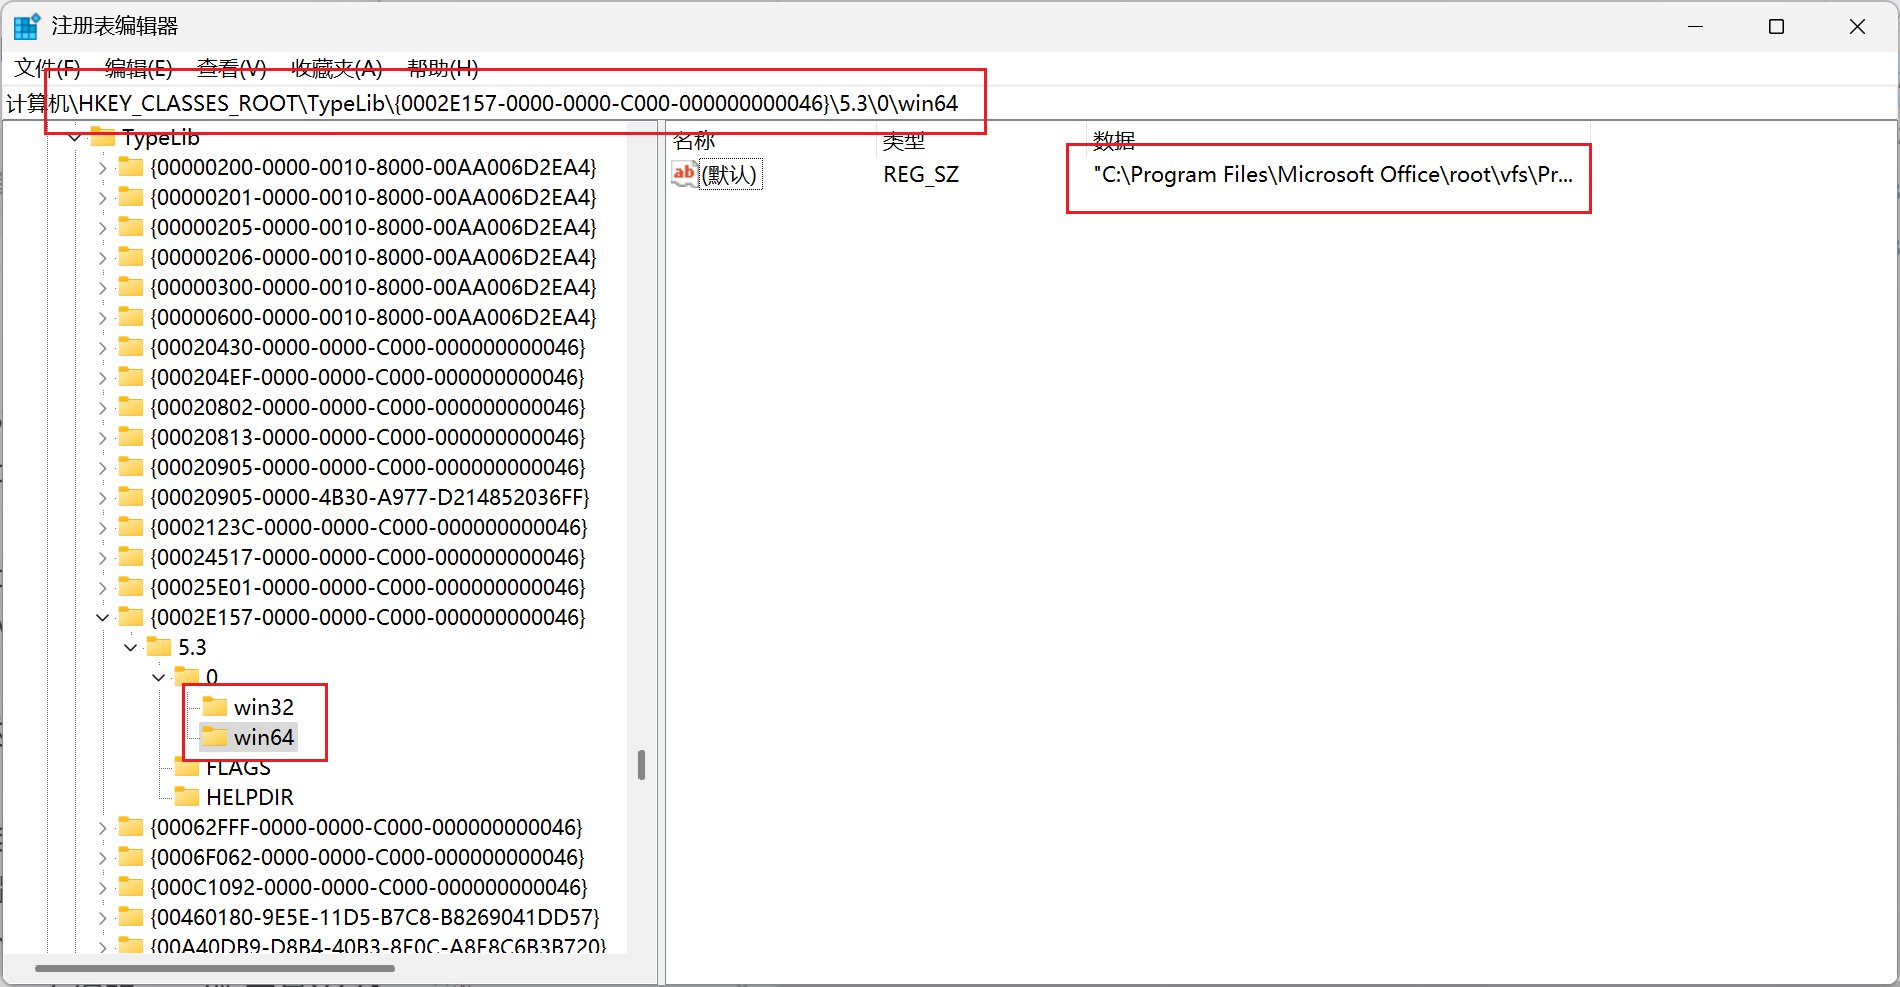 注册表编辑器
文件(F) 编辑(E) 查看(V) 收藏夹(A) 帮助(H)
计算机\HKEY_CLASSES_ROOT\TypeLib\{0002E157-0000-0000-C000-000000000046}\5.3\0\win64
TypeLib
{00000200-0000-0010-8000-00AA006D2EA4}
{00000201-0000-0010-8000-00AA006D2EA4}
{00000205-0000-0010-8000-00AA006D2EA4}
{00000206-0000-0010-8000-00AA006D2EA4}
{00000300-0000-0010-8000-00AA006D2EA4}
{00000600-0000-0010-8000-00AA006D2EA4}
{00020430-0000-0000-C000-000000000046}
{000204EF-0000-0000-C000-000000000046}
{00020802-0000-0000-C000-000000000046}
{00020813-0000-0000-C000-000000000046}
{00020905-0000-0000-C000-000000000046}
{00020905-0000-4B30-A977-D214852036FF}
{0002123C-0000-0000-C000-000000000046}
{00024517-0000-0000-C000-000000000046}
{00025E01-0000-0000-C000-000000000046}
{0002E157-0000-0000-C000-000000000046}
5.3
0
win32
win64
FLAGS
HELPDIR
{00062FFF-0000-0000-C000-000000000046}
{0006F062-0000-0000-C000-000000000046}
{000C1092-0000-0000-C000-000000000046}
{00460180-9E5E-11D5-B7C8-B8269041DD57}
{00A40DB9-D8B4-40B3-8E0C-A8E8C6B3B720}
名称 类型 数据
ab (默认) REG_SZ "C:\Program Files\Microsoft Office\root\vfs\Pr...